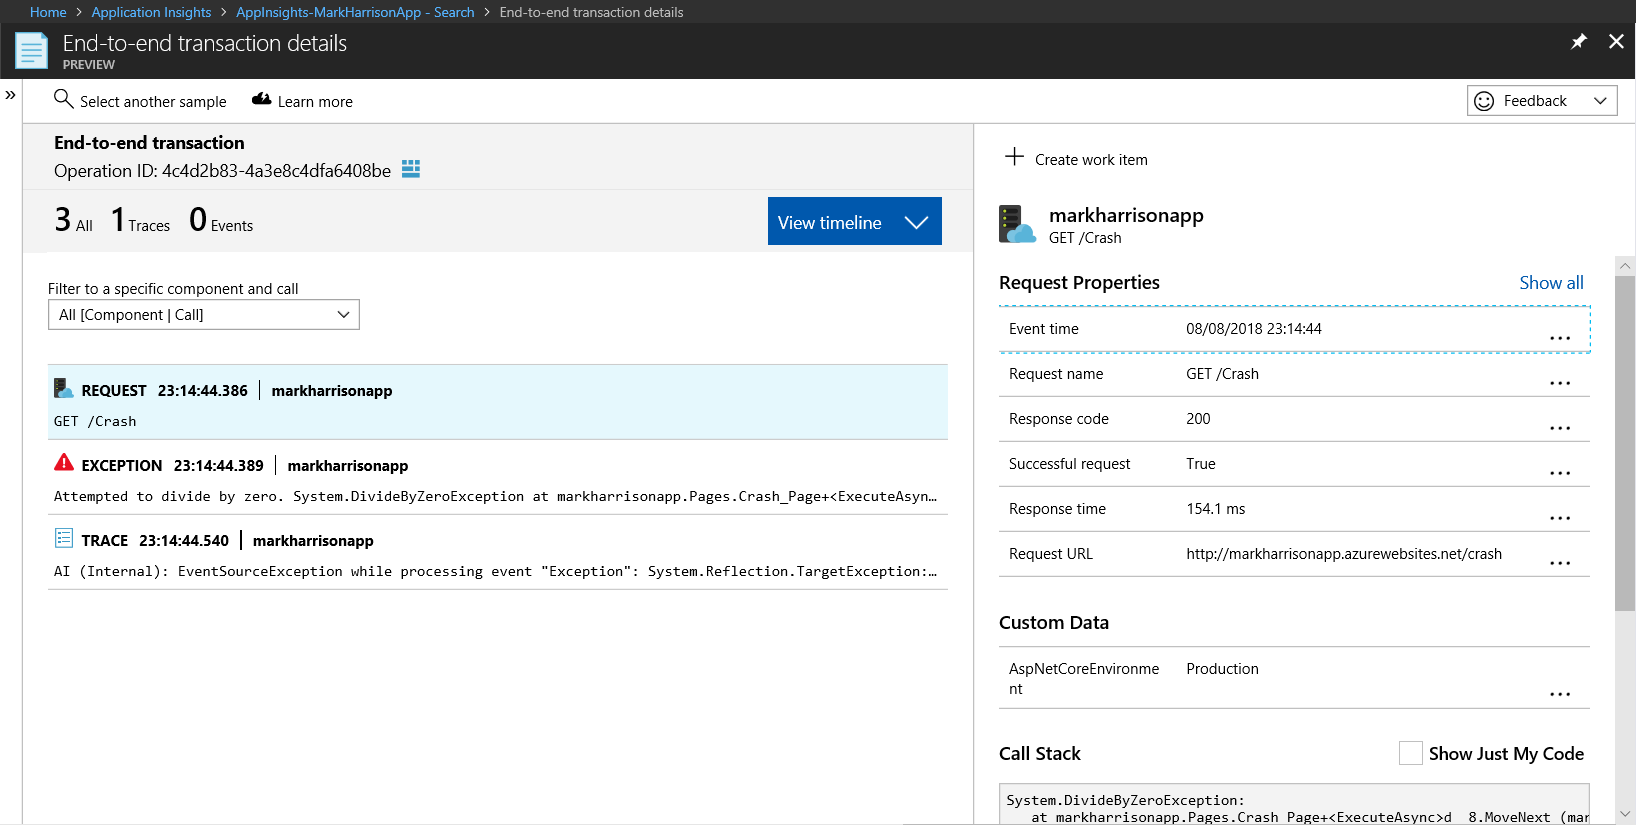 Home > Application Insights > AppInsights-MarkHarrisonApp - Search > End-to-end transaction details
End-to-end transaction details
PREVIEW
»
Select another sample
Learn more
Feedback
End-to-end transaction
Operation ID: 4c4d2b83-4a3e8c4dfa6408be
3 All 1 Traces 0 Events
View timeline
Filter to a specific component and call
All [Component | Call]
REQUEST 23:14:44.386 | markharrisonapp
GET /Crash
EXCEPTION 23:14:44.389 | markharrisonapp
Attempted to divide by zero. System.DivideByZeroException at markharrisonapp.Pages.Crash_Page+<ExecuteAsyn…
TRACE 23:14:44.540 | markharrisonapp
AI (Internal): EventSourceException while processing event "Exception": System.Reflection.TargetException:…
Create work item
markharrisonapp
GET /Crash
Request Properties Show all
Event time 08/08/2018 23:14:44 ...
Request name GET /Crash ...
Response code 200 ...
Successful request True ...
Response time 154.1 ms ...
Request URL http://markharrisonapp.azurewebsites.net/crash ...
Custom Data
AspNetCoreEnvironme Production
nt ...
Call Stack Show Just My Code
System.DivideByZeroException:
at markharrisonapp.Pages.Crash_Page+<ExecuteAsync>d__8.MoveNext (mar